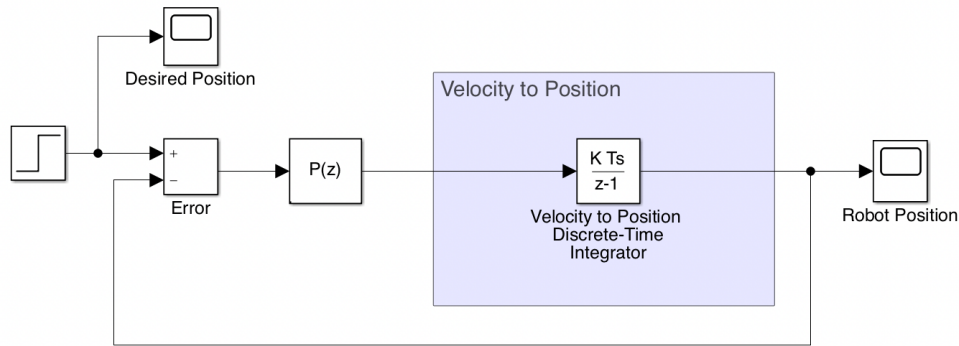 Desired Position
Velocity to Position
+
−
Error
P(z)
K Ts
z-1
Velocity to Position
Discrete-Time
Integrator
Robot Position